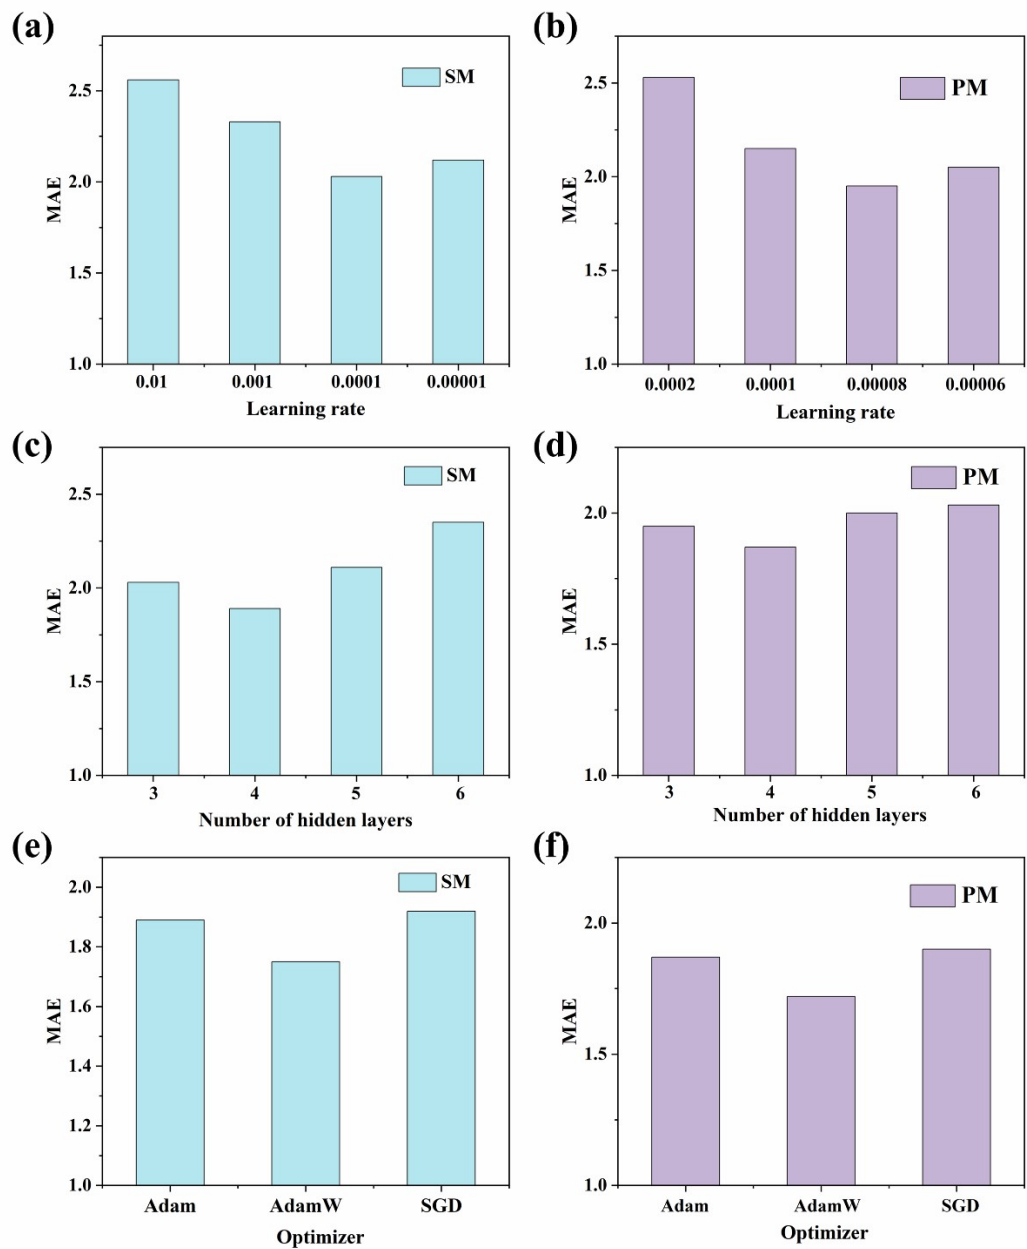 (a)
SM
2.5
2.0
1.5
1.0
MAE
0.01 0.001 0.0001 0.00001
Learning rate
(b)
PM
2.5
2.0
1.5
1.0
MAE
0.0002 0.0001 0.00008 0.00006
Learning rate
(c)
SM
2.5
2.0
1.5
1.0
MAE
3 4 5 6
Number of hidden layers
(d)
PM
2.0
1.5
1.0
MAE
3 4 5 6
Number of hidden layers
(e)
SM
2.0
1.8
1.6
1.4
1.2
1.0
MAE
Adam AdamW SGD
Optimizer
(f)
PM
2.0
1.5
1.0
MAE
Adam AdamW SGD
Optimizer